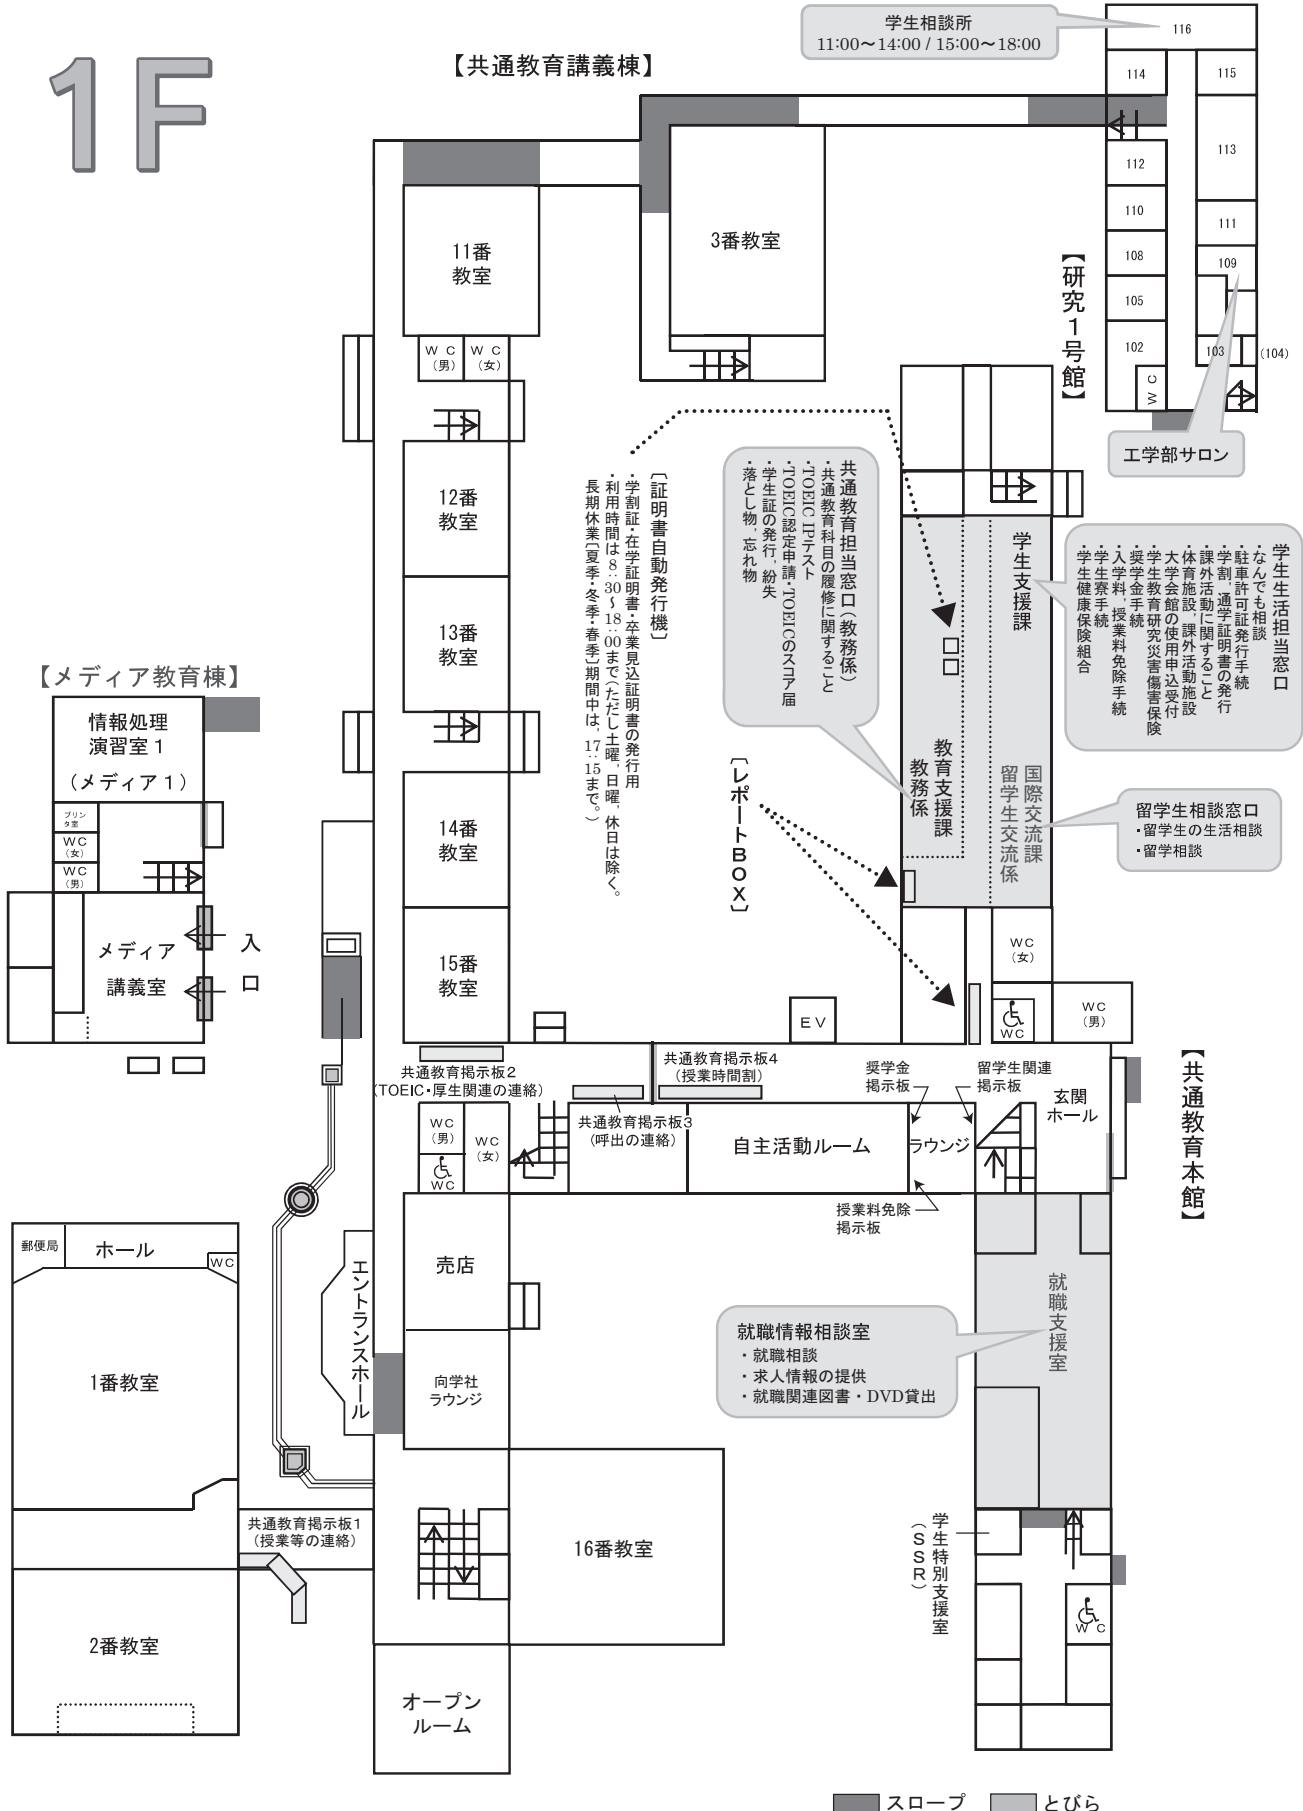 1F
【共通教育講義棟】
学生相談所
11:00～14:00 / 15:00～18:00
116
114
115
113
112
110
111
108
109
105
102
103
(104)
WC
【研究1号館】
工学部サロン
11番
教室
3番教室
WC
(男)
WC
(女)
12番
教室
13番
教室
14番
教室
15番
教室
〔証明書自動発行機〕
・学割証・在学証明書・卒業見込証明書の発行用
・利用時間は8:30～18:00まで(ただし土曜,日曜,休日は除く。
長期休業〔夏季・冬季・春季〕期間中は,17:15まで。)
共通教育担当窓口(教務係)
・共通教育科目の履修に関すること
・TOEIC IPテスト
・TOEIC認定申請・TOEICのスコア届
・学生証の発行,紛失
・落とし物,忘れ物
学生支援課
学生生活担当窓口
・なんでも相談
・駐車許可証発行手続
・学割,通学証明書の発行
・課外活動に関すること
・体育施設,課外活動施設
・大学会館の使用申込受付
・学生教育研究災害傷害保険
・奨学金手続
・入学料,授業料免除手続
・学生寮手続
・学生健康保険組合
教育支援課
教務係
国際交流課
留学生交流係
留学生相談窓口
・留学生の生活相談
・留学相談
〔レポートBOX〕
【メディア教育棟】
情報処理
演習室1
(メディア1)
プリン
タ室
WC
(女)
WC
(男)
メディア
講義室
入口
EV
WC
(女)
WC
WC
(男)
共通教育掲示板2
(TOEIC・厚生関連の連絡)
共通教育掲示板4
(授業時間割)
共通教育掲示板3
(呼出の連絡)
奨学金
掲示板
留学生関連
掲示板
玄関
ホール
【共通教育本館】
WC
(男)
WC
(女)
WC
自主活動ルーム
ラウンジ
授業料免除
掲示板
郵便局
ホール
WC
売店
エントランスホール
1番教室
向学社
ラウンジ
就職情報相談室
・就職相談
・求人情報の提供
・就職関連図書・DVD貸出
就職支援室
共通教育掲示板1
(授業等の連絡)
16番教室
学生特別支援室
(SSR)
WC
2番教室
オープン
ルーム
スロープ
とびら